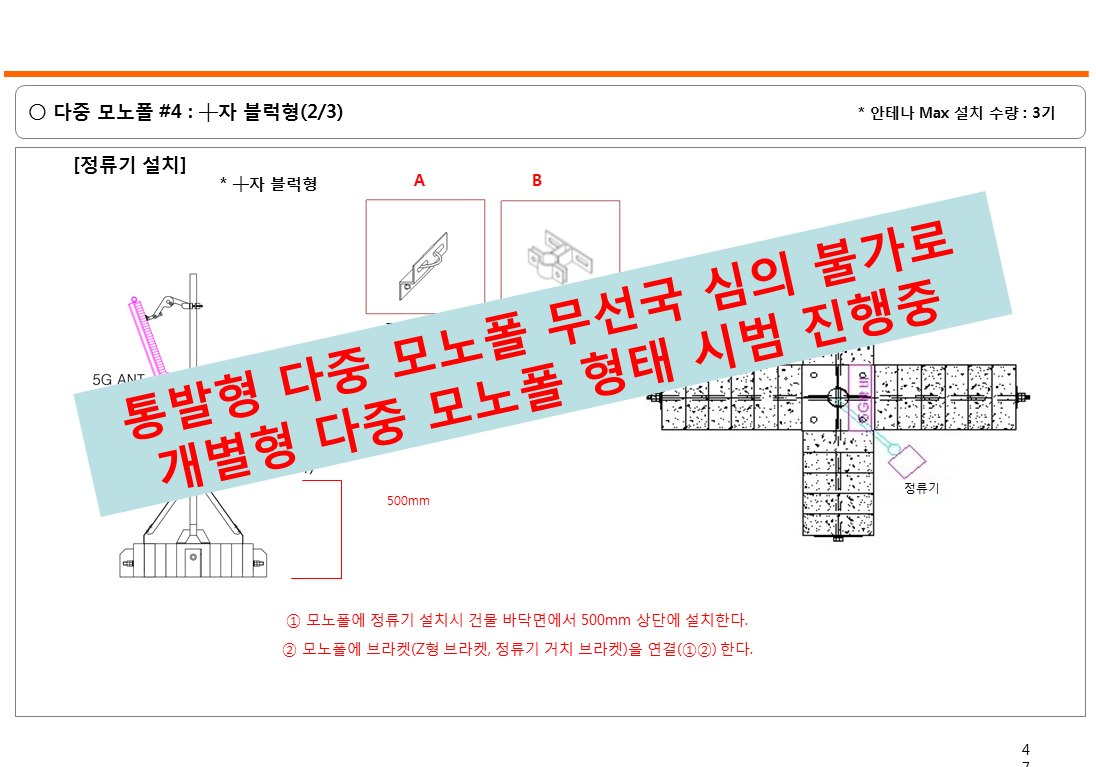 ○ 다중 모노폴 #4 : ㅓ자 블럭형(2/3)
* 안테나 Max 설치 수량 : 3기
[정류기 설치]
* ㅓ자 블럭형
A
B
통발형 다중 모노폴 무선국 심의 불가로
개별형 다중 모노폴 형태 시범 진행중
5G ANT
500mm
정류기
① 모노폴에 정류기 설치시 건물 바닥면에서 500mm 상단에 설치한다.
② 모노폴에 브라켓(Z형 브라켓, 정류기 거치 브라켓)을 연결(①②) 한다.
4
7